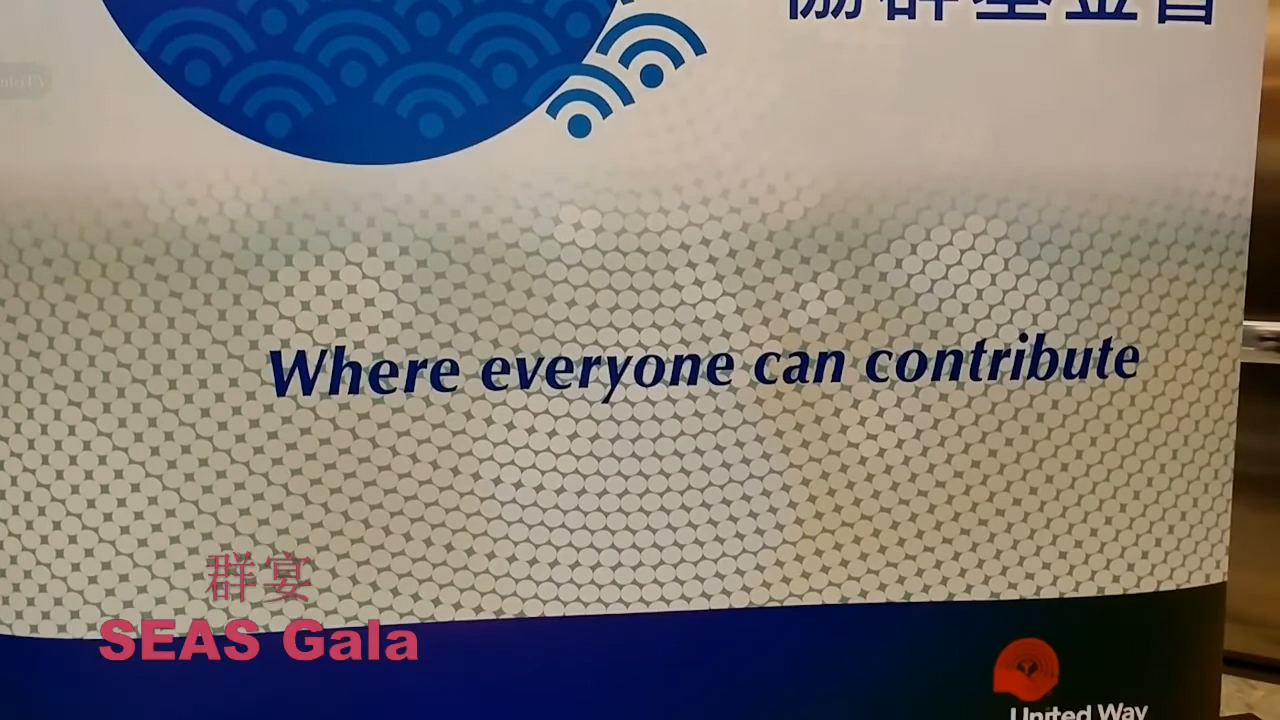 協群基金會
Where everyone can contribute
群宴
SEAS Gala
United Way